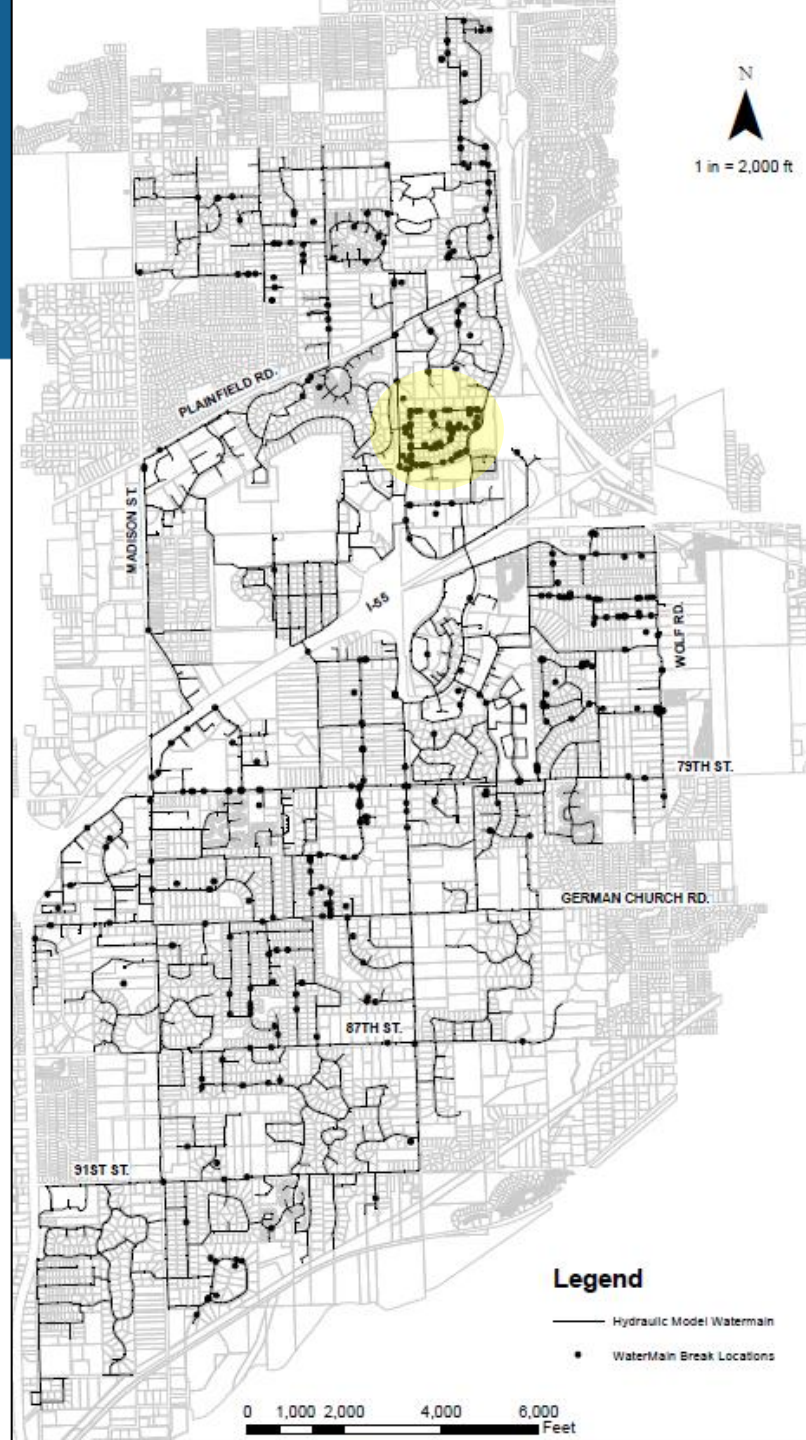 N
1 in = 2,000 ft
PLAINFIELD RD.
MADISON ST.
I-55
WOLF RD.
79TH ST.
GERMAN CHURCH RD.
87TH ST.
91ST ST.
Legend
Hydraulic Model Watermain
WaterMain Break Locations
0 1,000 2,000 4,000 6,000
Feet